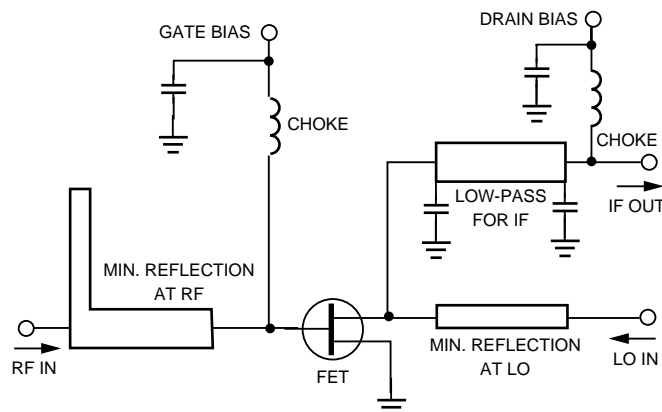 GATE BIAS
DRAIN BIAS
CHOKE
CHOKE
LOW-PASS
FOR IF
IF OUT
MIN. REFLECTION
AT RF
RF IN
FET
MIN. REFLECTION
AT LO
LO IN